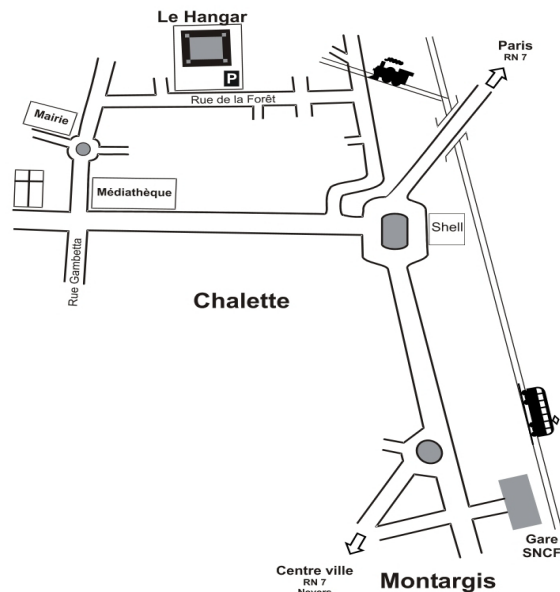 Le Hangar
P
Paris
RN 7
Rue de la Forêt
Mairie
Médiathèque
Shell
Rue Gambetta
Chalette
Gare
SNCF
Centre ville
RN 7
Nevers
Montargis